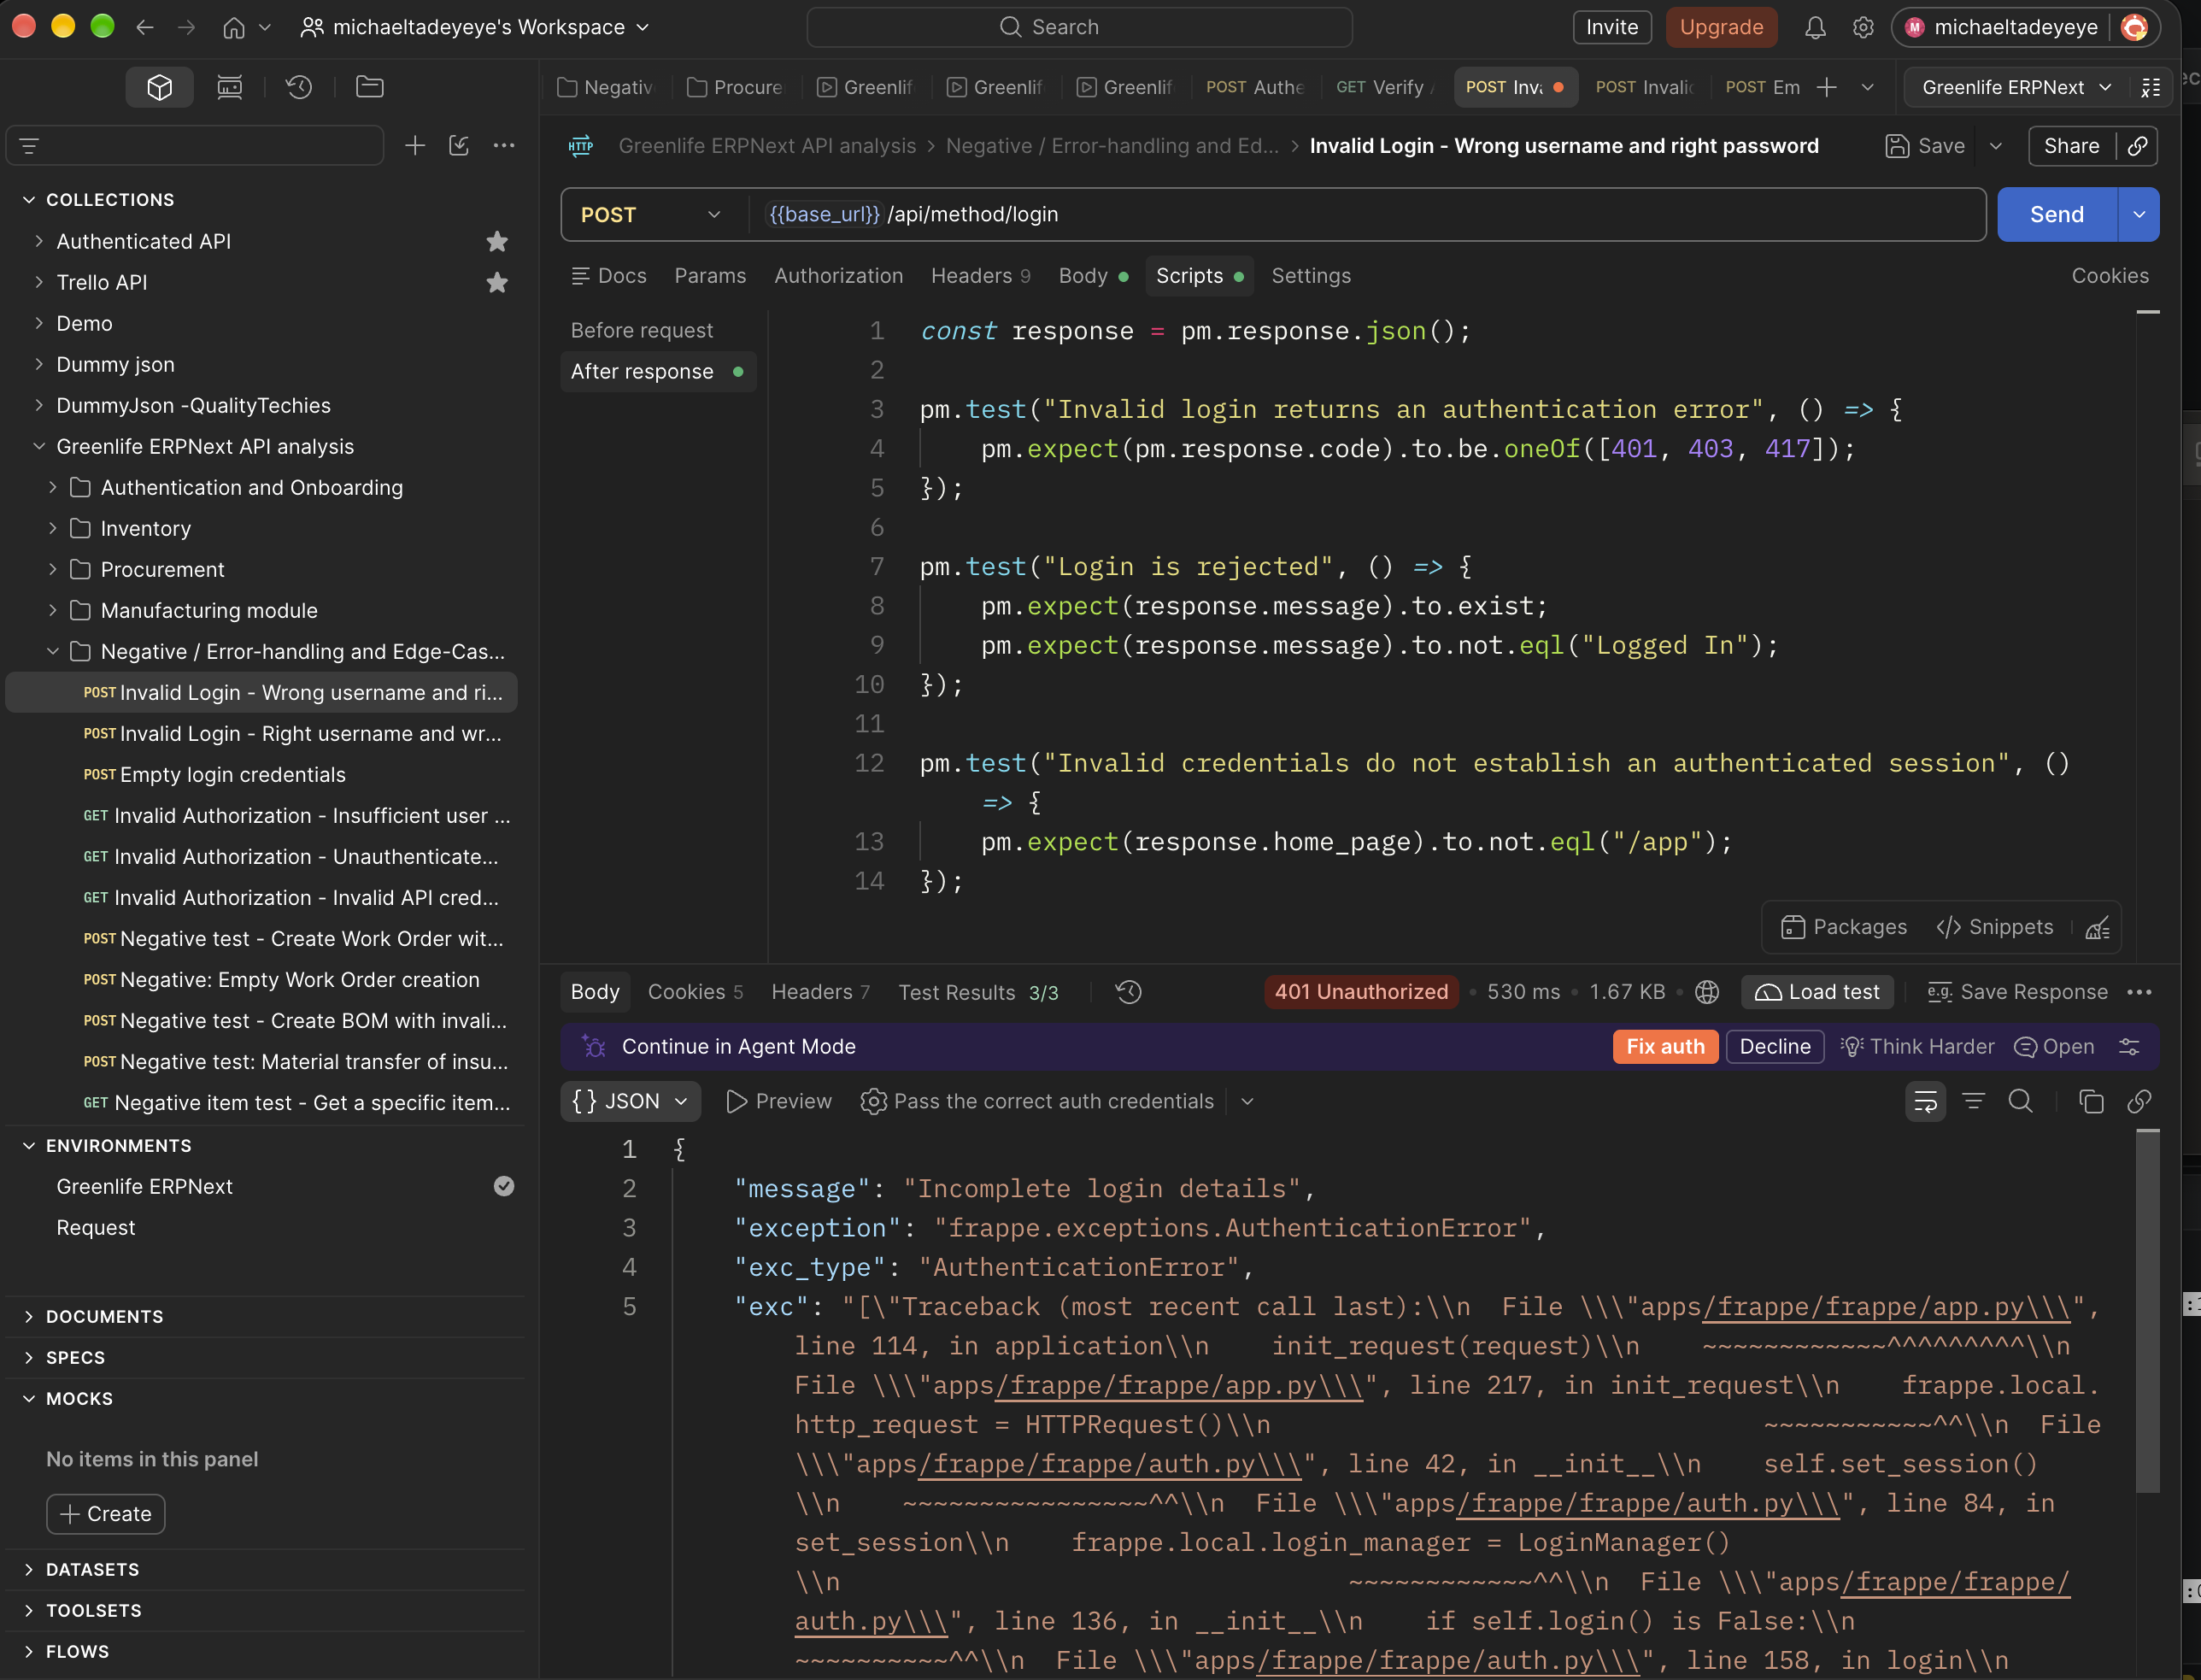 michaeltadeyeye's Workspace
Search
Invite
Upgrade
M
michaeltadeyeye
Negativ
Procure
Greenlif
Greenlif
Greenlif
POST Authe
GET Verify
POST Inva
POST Invalid
POST Em
Greenlife ERPNext
HTTP
Greenlife ERPNext API analysis > Negative / Error-handling and Ed... > Invalid Login - Wrong username and right password
Save
Share
COLLECTIONS
Authenticated API
Trello API
Demo
Dummy json
DummyJson -QualityTechies
Greenlife ERPNext API analysis
Authentication and Onboarding
Inventory
Procurement
Manufacturing module
Negative / Error-handling and Edge-Cas...
POST Invalid Login - Wrong username and ri...
POST Invalid Login - Right username and wr...
POST Empty login credentials
GET Invalid Authorization - Insufficient user ...
GET Invalid Authorization - Unauthenticate...
GET Invalid Authorization - Invalid API cred...
POST Negative test - Create Work Order wit...
POST Negative: Empty Work Order creation
POST Negative test - Create BOM with invali...
POST Negative test: Material transfer of insu...
GET Negative item test - Get a specific item...
ENVIRONMENTS
Greenlife ERPNext
Request
DOCUMENTS
SPECS
MOCKS
No items in this panel
Create
DATASETS
TOOLSETS
FLOWS
POST
{{base_url}} /api/method/login
Send
Docs
Params
Authorization
Headers 9
Body
Scripts
Settings
Cookies
Before request
After response
1 const response = pm.response.json();
2
3 pm.test("Invalid login returns an authentication error", () => {
4 pm.expect(pm.response.code).to.be.oneOf([401, 403, 417]);
5 });
6
7 pm.test("Login is rejected", () => {
8 pm.expect(response.message).to.exist;
9 pm.expect(response.message).to.not.eql("Logged In");
10 });
11
12 pm.test("Invalid credentials do not establish an authenticated session", ()
=> {
13 pm.expect(response.home_page).to.not.eql("/app");
14 });
Packages
</> Snippets
Body
Cookies 5
Headers 7
Test Results 3/3
401 Unauthorized • 530 ms • 1.67 KB
Load test
e.g. Save Response
Continue in Agent Mode
Fix auth
Decline
Think Harder
Open
{ } JSON
Preview
Pass the correct auth credentials
1 {
2 "message": "Incomplete login details",
3 "exception": "frappe.exceptions.AuthenticationError",
4 "exc_type": "AuthenticationError",
5 "exc": "[\"Traceback (most recent call last):\\n  File \\\"apps/frappe/frappe/app.py\\\",
line 114, in application\\n    init_request(request)\\n    ~~~~~~~~~~~~^^^^^^^^^\\n
File \\\"apps/frappe/frappe/app.py\\\", line 217, in init_request\\n    frappe.local.
http_request = HTTPRequest()\\n                                ~~~~~~~~~~~^^\\n  File
\\\"apps/frappe/frappe/auth.py\\\", line 42, in __init__\\n    self.set_session()
\\n    ~~~~~~~~~~~~~~~~^^\\n  File \\\"apps/frappe/frappe/auth.py\\\", line 84, in
set_session\\n    frappe.local.login_manager = LoginManager()
\\n                                 ~~~~~~~~~~~~^^\\n  File \\\"apps/frappe/frappe/
auth.py\\\", line 136, in __init__\\n    if self.login() is False:\\n
~~~~~~~~~~^^\\n  File \\\"apps/frappe/frappe/auth.py\\\", line 158, in login\\n